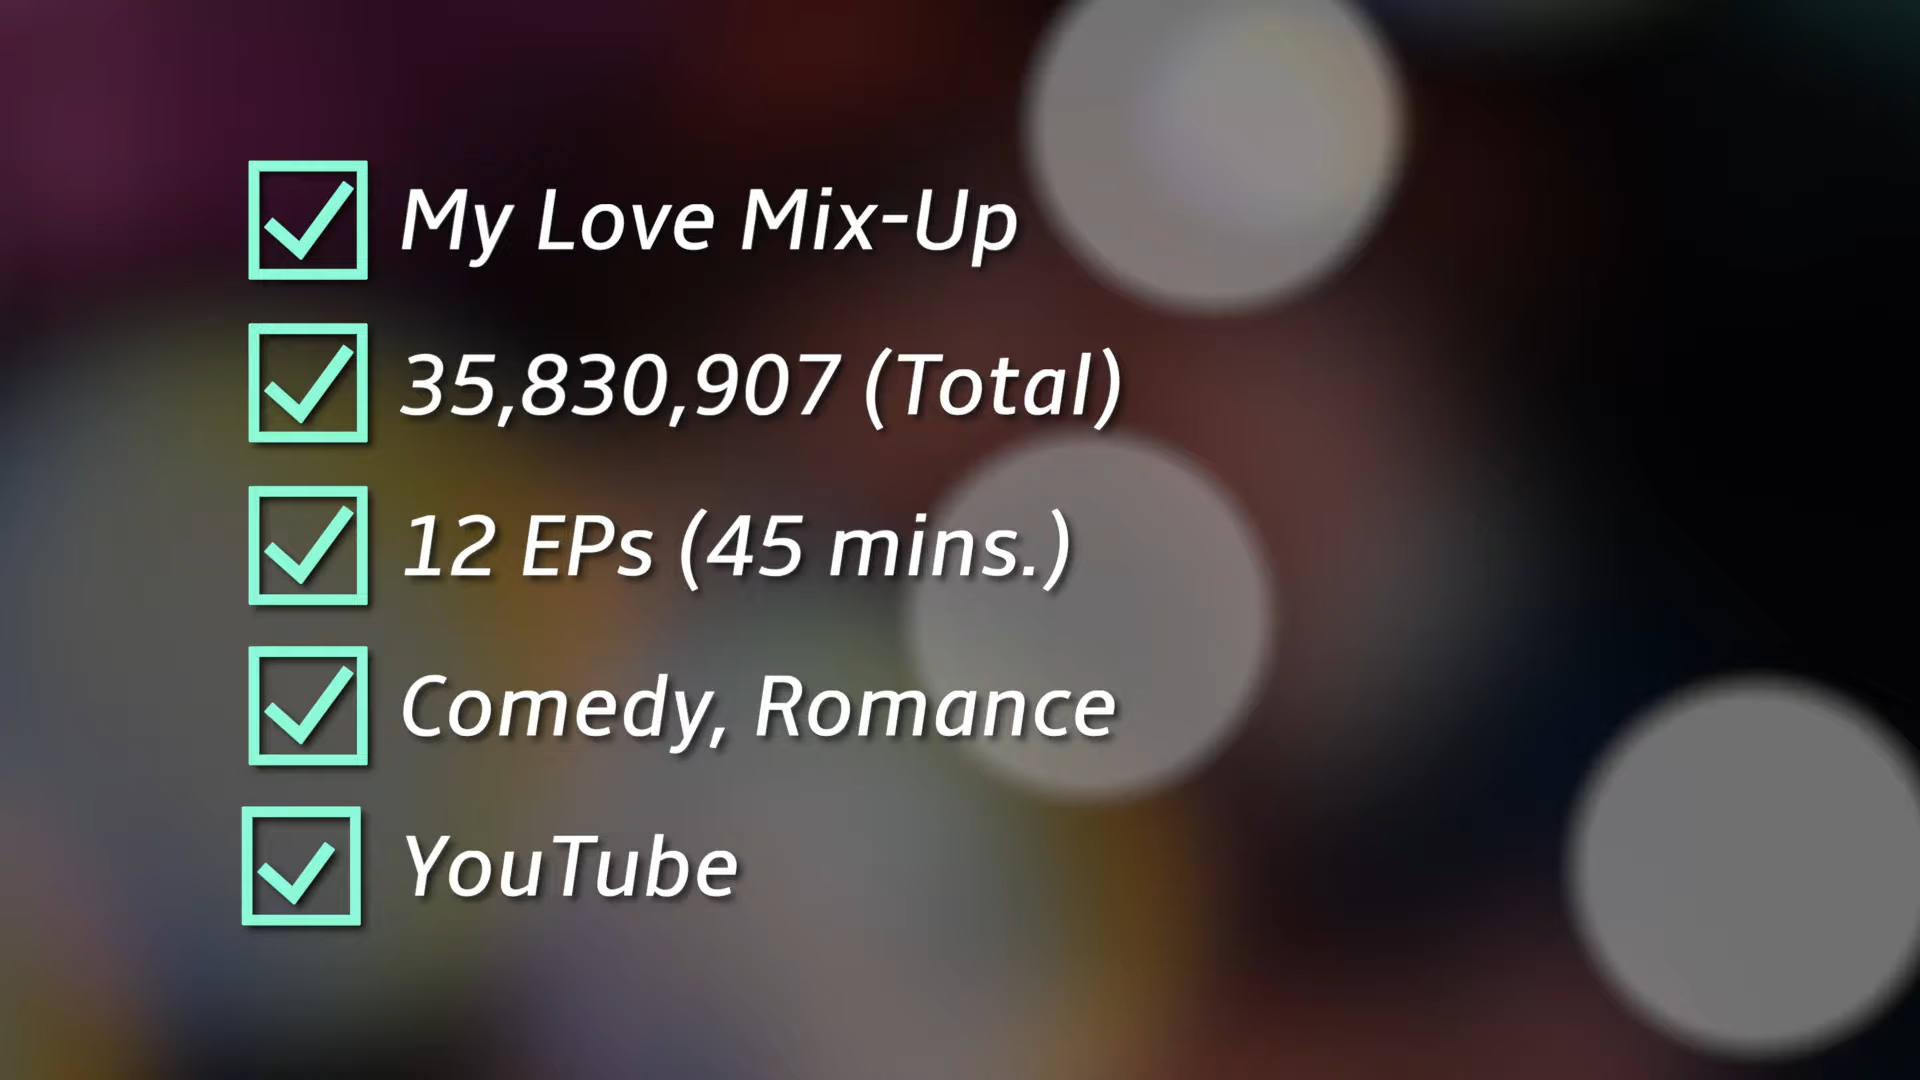 My Love Mix-Up
35,830,907 (Total)
12 EPs (45 mins.)
Comedy, Romance
YouTube